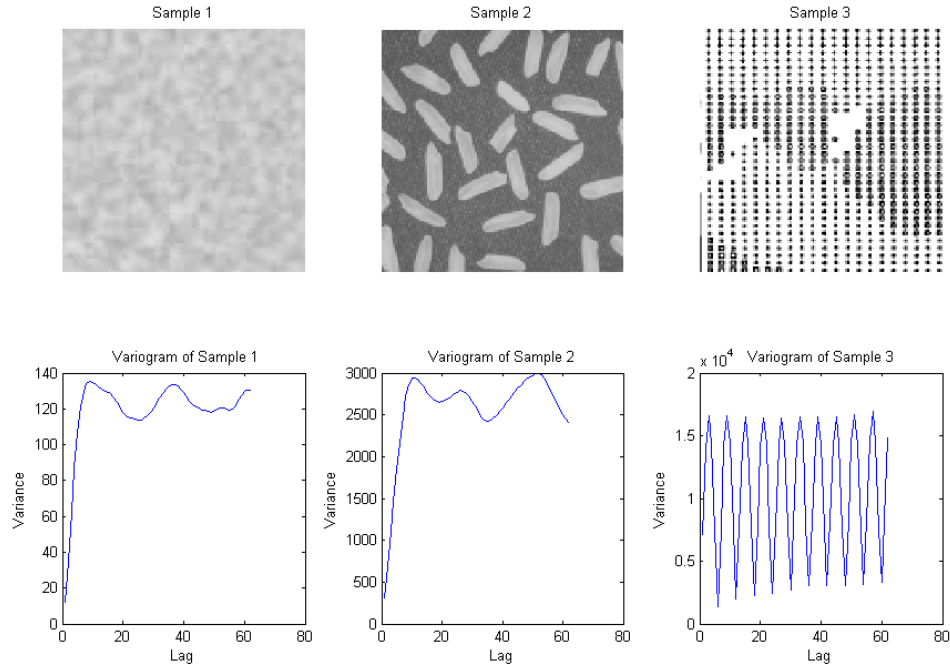 Sample 1
Sample 2
Sample 3
Variogram of Sample 1
140
120
100
80
60
40
20
0
Variance
0 20 40 60 80
Lag
Variogram of Sample 2
3000
2500
2000
1500
1000
500
0
Variance
0 20 40 60 80
Lag
x 10^4 Variogram of Sample 3
2
1.5
1
0.5
0
Variance
0 20 40 60 80
Lag